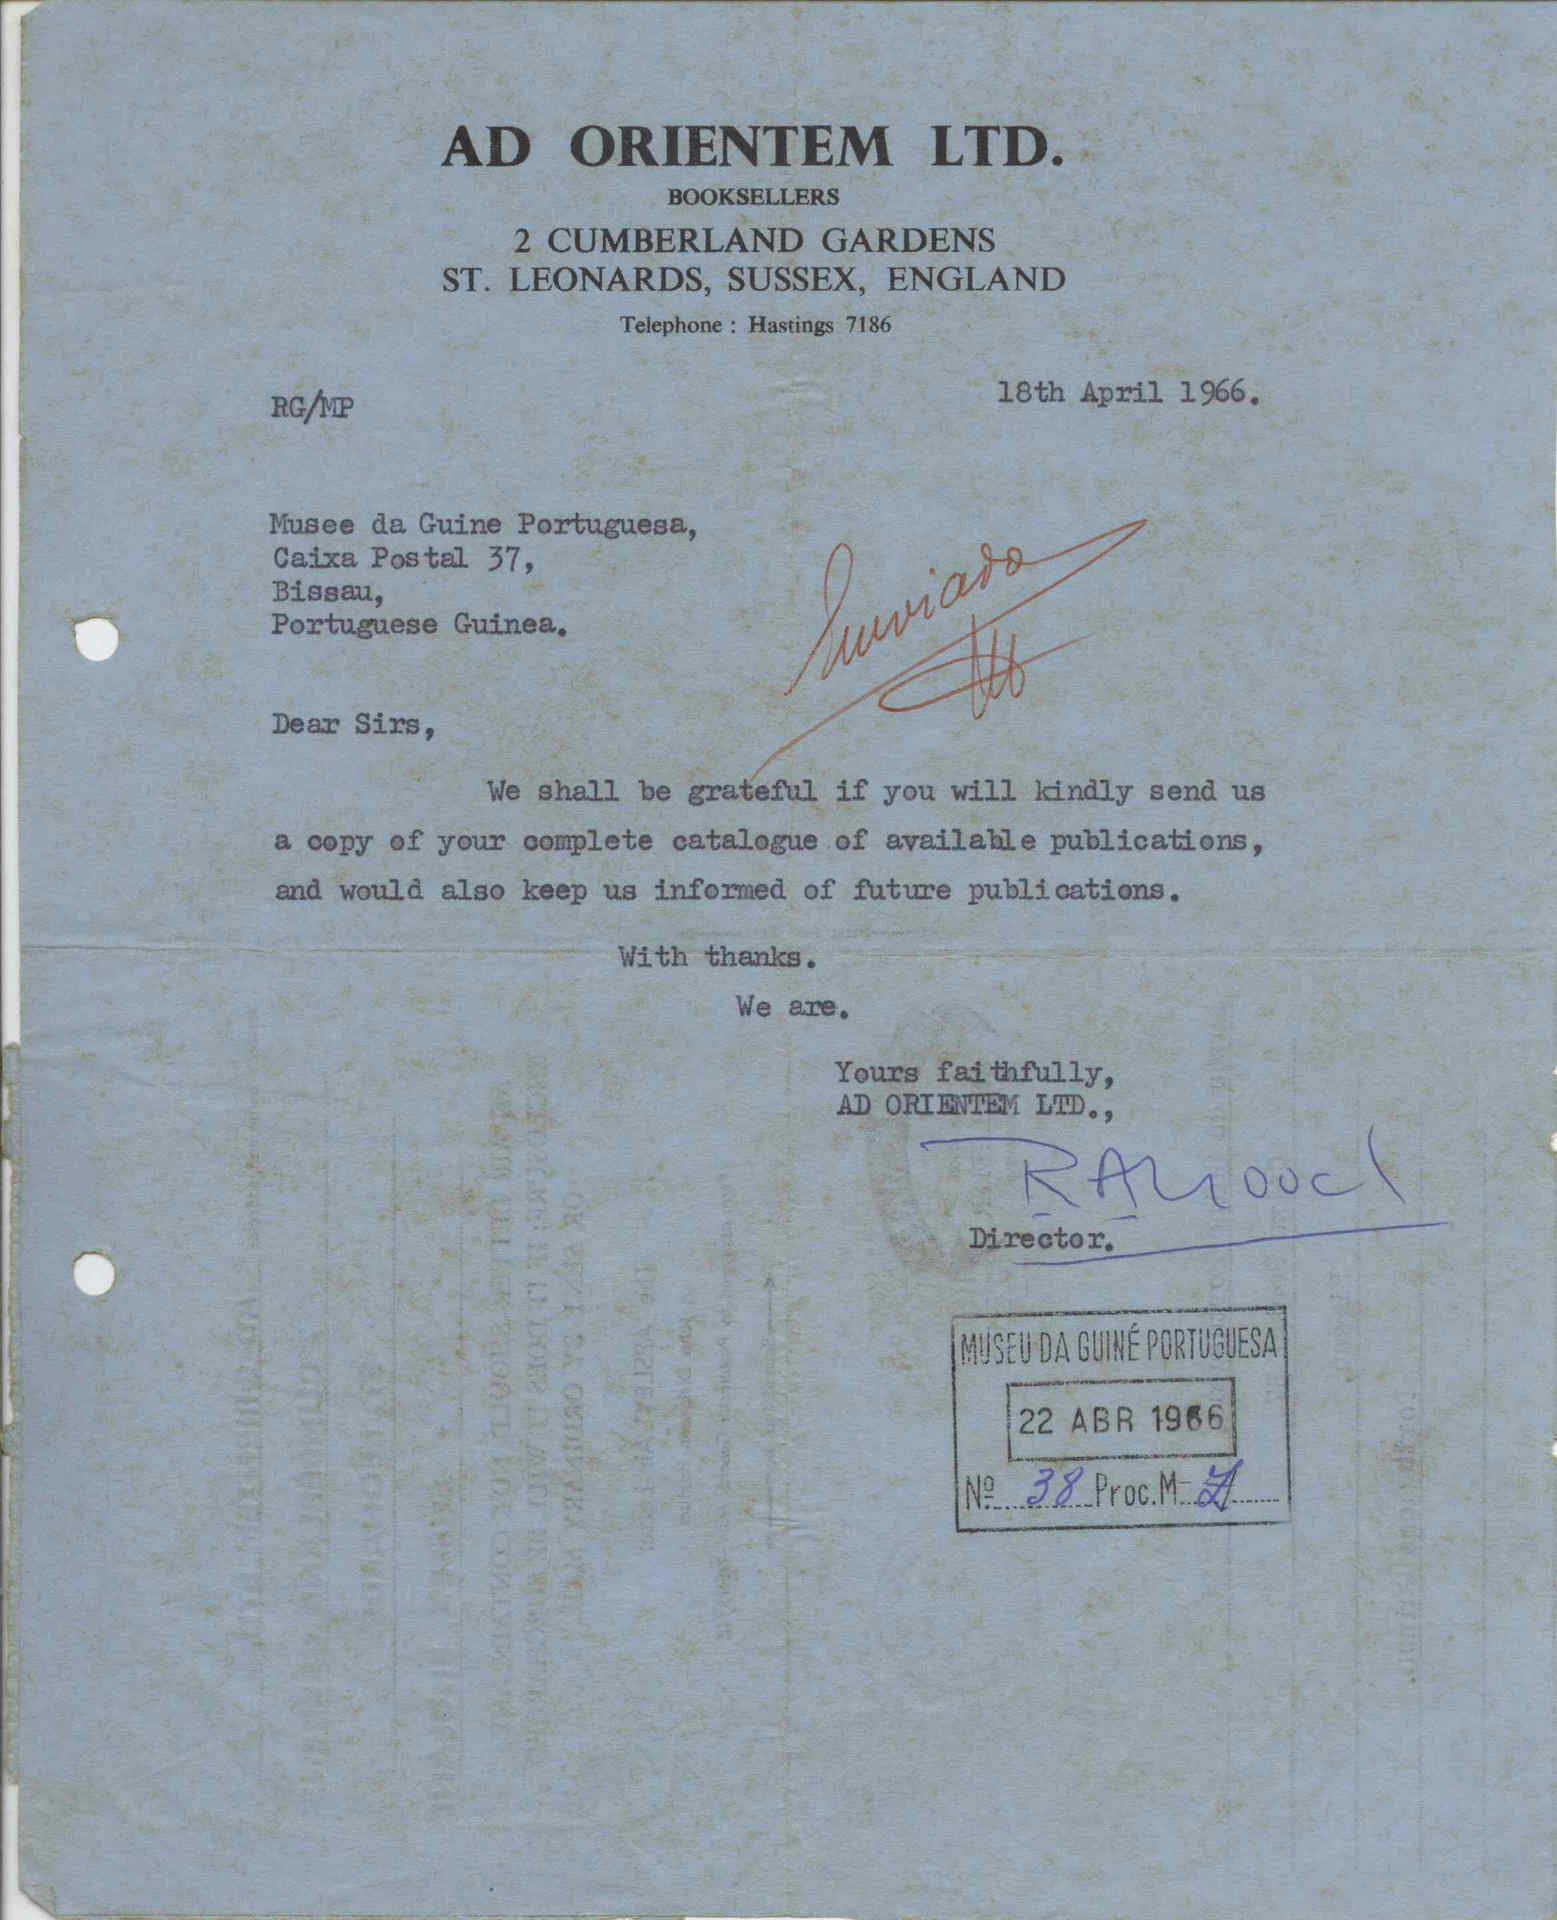 AD ORIENTEM LTD.
BOOKSELLERS
2 CUMBERLAND GARDENS
ST. LEONARDS, SUSSEX, ENGLAND
Telephone : Hastings 7186
18th April 1966.
RG/MP
Musee da Guine Portuguesa,
Caixa Postal 37,
Bissau,
Portuguese Guinea.
Enviado
Dear Sirs,
We shall be grateful if you will kindly send us
a copy of your complete catalogue of available publications,
and would also keep us informed of future publications.
With thanks.
We are.
Yours faithfully,
AD ORIENTEM LTD.,
Director.
MUSEU DA GUINÉ PORTUGUESA
22 ABR 1966
Nº 38 Proc. M-